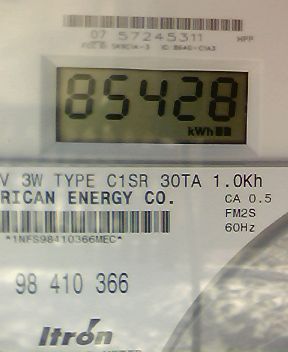 07 57245311
85428
kWh
V 3W TYPE C1SR 30TA 1.0Kh
RICAN ENERGY CO.
CA 0.5
FM2S
60Hz
*1NFS98410366MEC*
98 410 366
Itrón